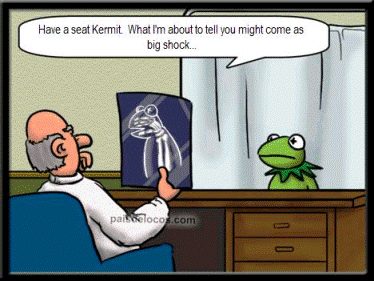 Have a seat Kermit. What I'm about to tell you might come as
big shock...
paisdelocos.com